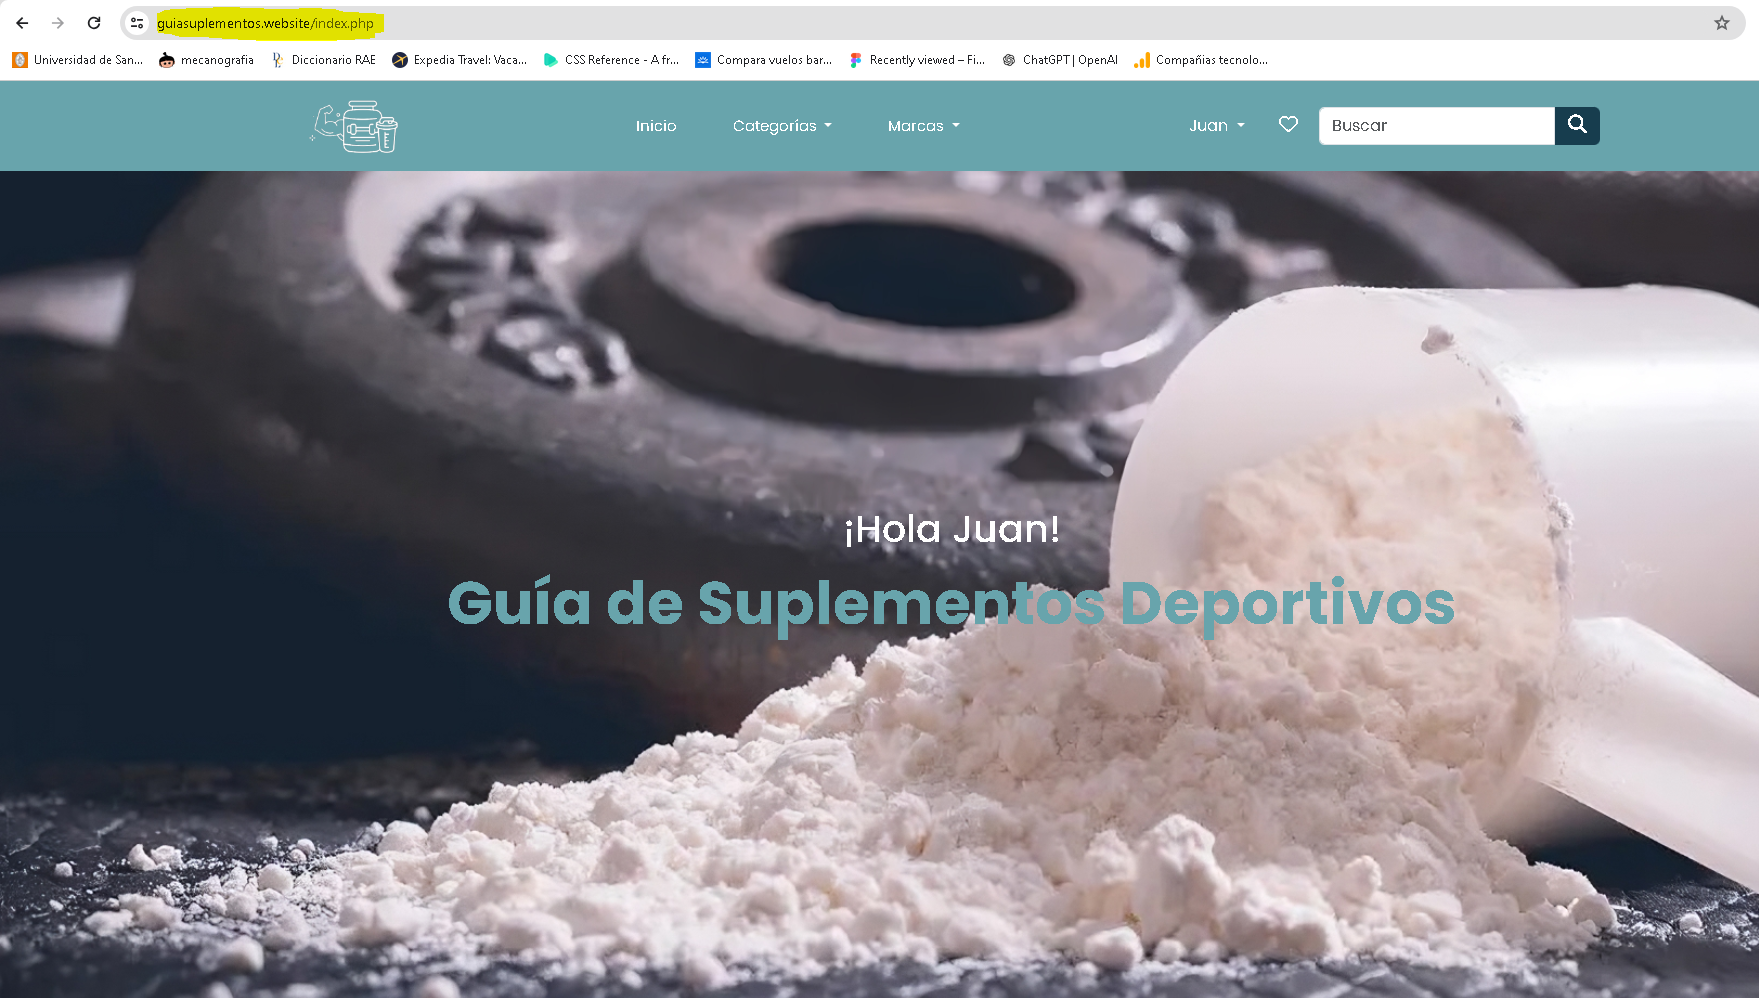 guiasuplementos.website/index.php
Universidad de San...
mecanografia
Diccionario RAE
Expedia Travel: Vaca...
CSS Reference - A fr...
Compara vuelos bar...
Recently viewed – Fi...
ChatGPT | OpenAI
Compañias tecnolo...
Inicio
Categorías
Marcas
Juan
Buscar
¡Hola Juan!
Guía de Suplementos Deportivos